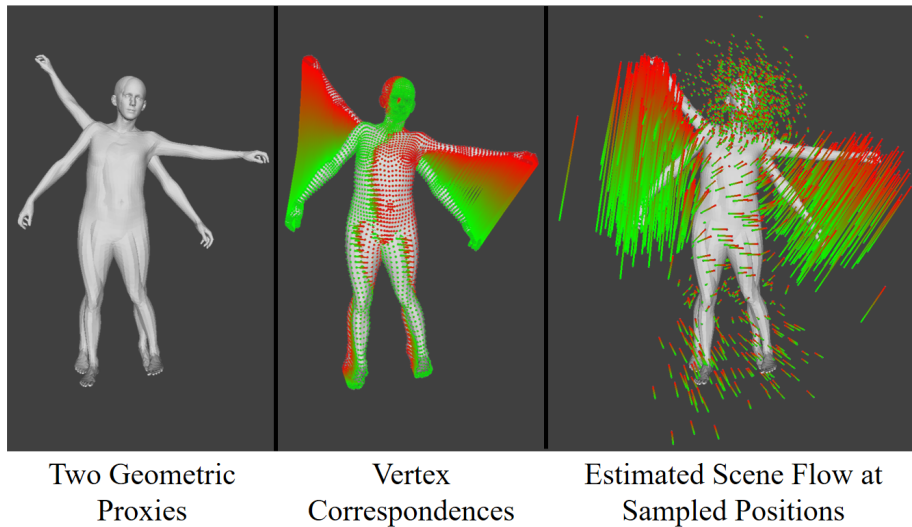 Two Geometric
Proxies
Vertex
Correspondences
Estimated Scene Flow at
Sampled Positions